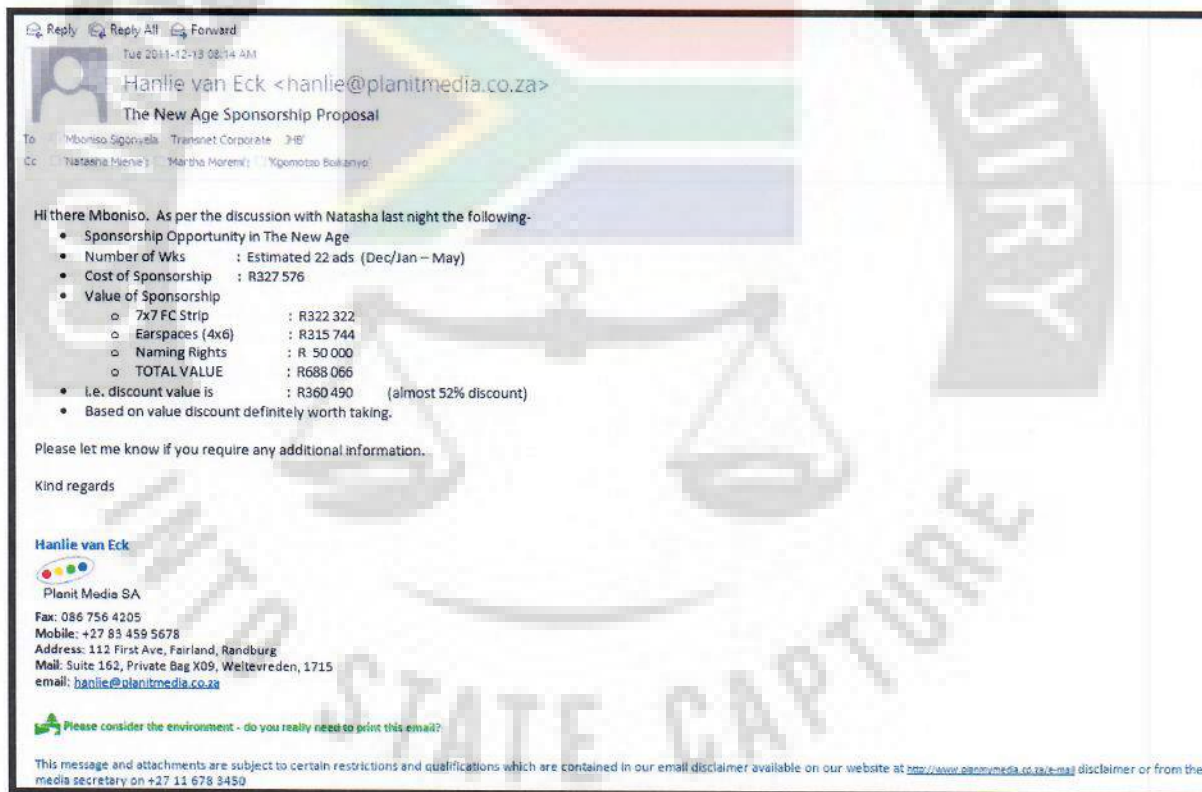 Reply Reply All Forward
Tue 2011-12-13 08:14 AM
Hanlie van Eck <hanlie@planitmedia.co.za>
The New Age Sponsorship Proposal
To 'Mboniso Sigonyela Transnet Corporate JHB'
Cc 'Natasha Mienie'; 'Martha Moremi'; 'Kgomotso
Hi there Mboniso. As per the discussion with Natasha last night the following-
• Sponsorship Opportunity in The New Age
• Number of Wks : Estimated 22 ads (Dec/Jan – May)
• Cost of Sponsorship : R327 576
• Value of Sponsorship
o 7x7 FC Strip : R322 322
o Earspaces (4x6) : R315 744
o Naming Rights : R 50 000
o TOTAL VALUE : R688 066
• i.e. discount value is : R360 490 (almost 52% discount)
• Based on value discount definitely worth taking.
Please let me know if you require any additional information.
Kind regards
Hanlie van Eck
Planit Media SA
Fax: 086 756 4205
Mobile: +27 83 459 5678
Address: 112 First Ave, Fairland, Randburg
Mail: Suite 162, Private Bag X09, Weltevreden, 1715
email: hanlie@planitmedia.co.za
Please consider the environment - do you really need to print this email?
This message and attachments are subject to certain restrictions and qualifications which are contained in our email disclaimer available on our website at disclaimer or from the
media secretary on +27 11 678 3450
INTO STATE CAPTURE